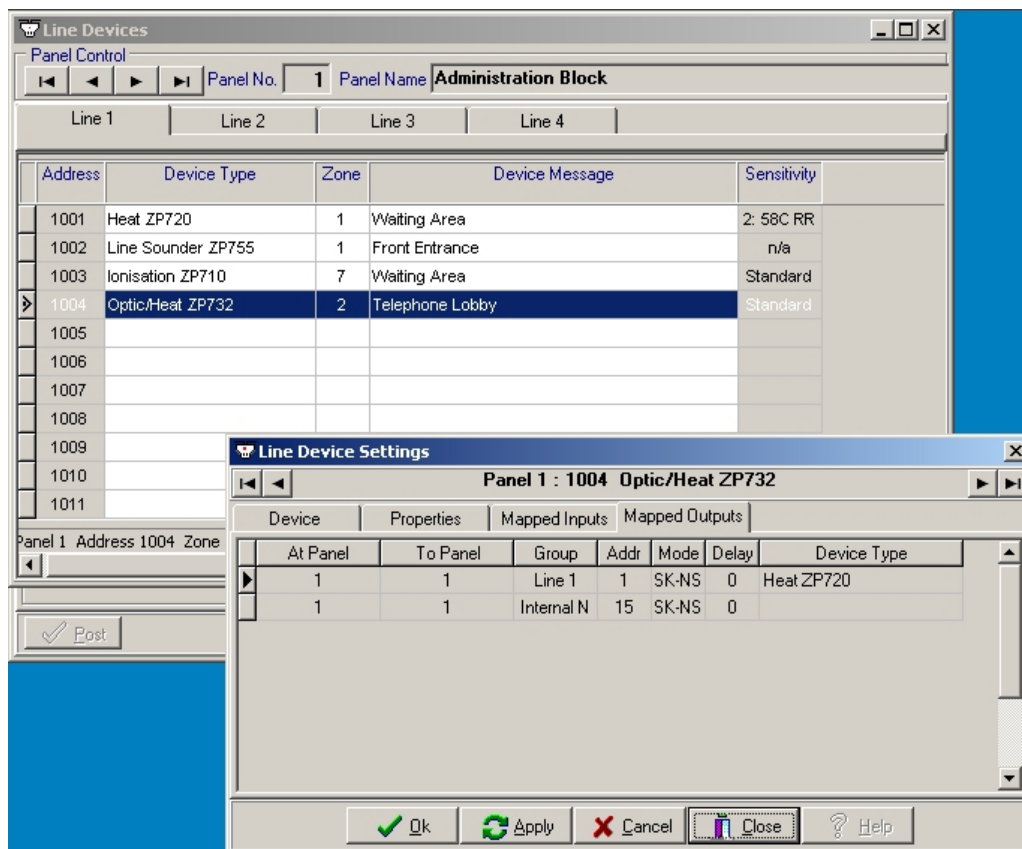 Line Devices
Panel Control
Panel No. 1 Panel Name Administration Block
Line 1 Line 2 Line 3 Line 4
Address Device Type Zone Device Message Sensitivity
1001 Heat ZP720 1 Waiting Area 2: 58C RR
1002 Line Sounder ZP755 1 Front Entrance n/a
1003 Ionisation ZP710 7 Waiting Area Standard
1004 Optic/Heat ZP732 2 Telephone Lobby Standard
1005
1006
1007
1008
1009
1010
1011
Panel 1 Address 1004 Zone
Post
Line Device Settings
Panel 1 : 1004 Optic/Heat ZP732
Device Properties Mapped Inputs Mapped Outputs
At Panel To Panel Group Addr Mode Delay Device Type
1 1 Line 1 1 SK-NS 0 Heat ZP720
1 1 Internal N 15 SK-NS 0
Ok Apply Cancel Close Help